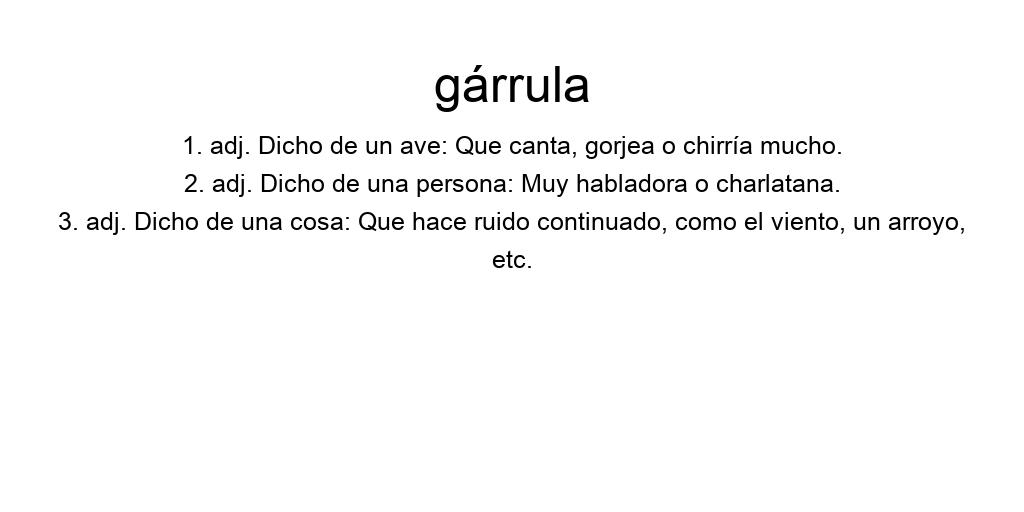 gárrula
1. adj. Dicho de un ave: Que canta, gorjea o chirría mucho.
2. adj. Dicho de una persona: Muy habladora o charlatana.
3. adj. Dicho de una cosa: Que hace ruido continuado, como el viento, un arroyo,
etc.